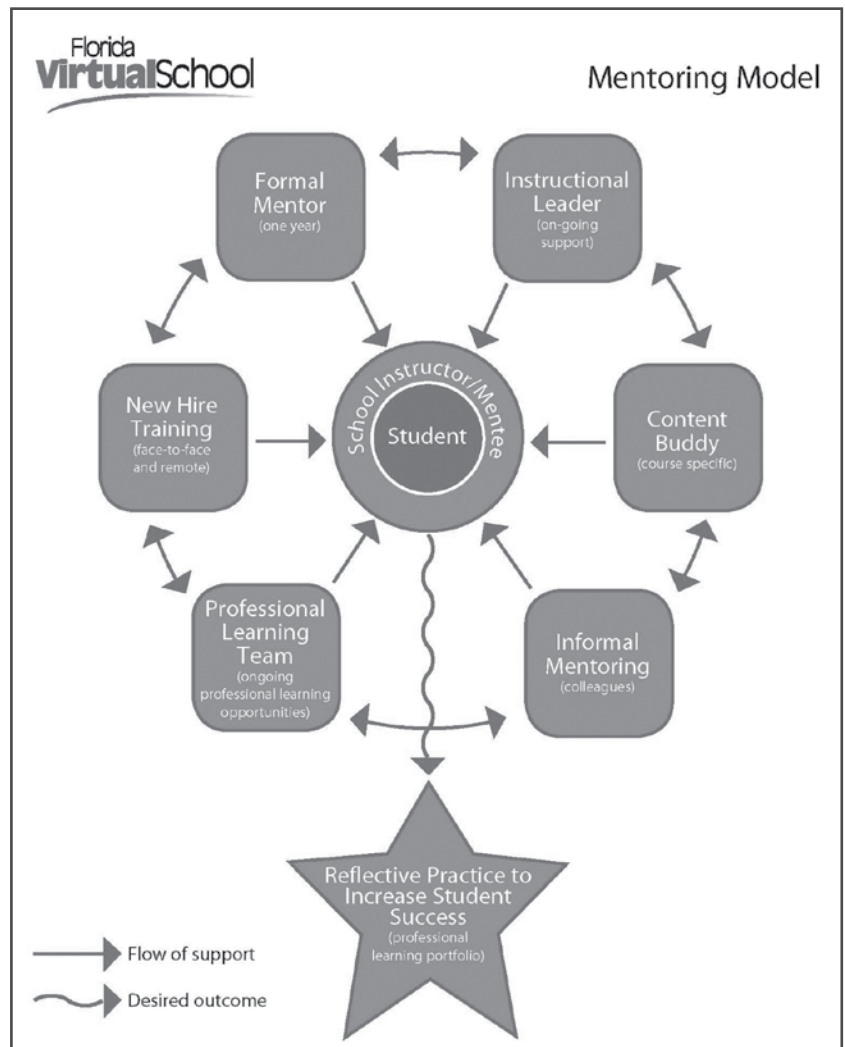 Florida
VirtualSchool
Mentoring Model
Formal
Mentor
(one year)
Instructional
Leader
(on-going
support)
New Hire
Training
(face-to-face
and remote)
School Instructor/Mentee
Student
Content
Buddy
(course specific)
Professional
Learning
Team
(ongoing
professional learning
opportunities)
Informal
Mentoring
(colleagues)
Reflective Practice to
Increase Student
Success
(professional
learning portfolio)
Flow of support
Desired outcome